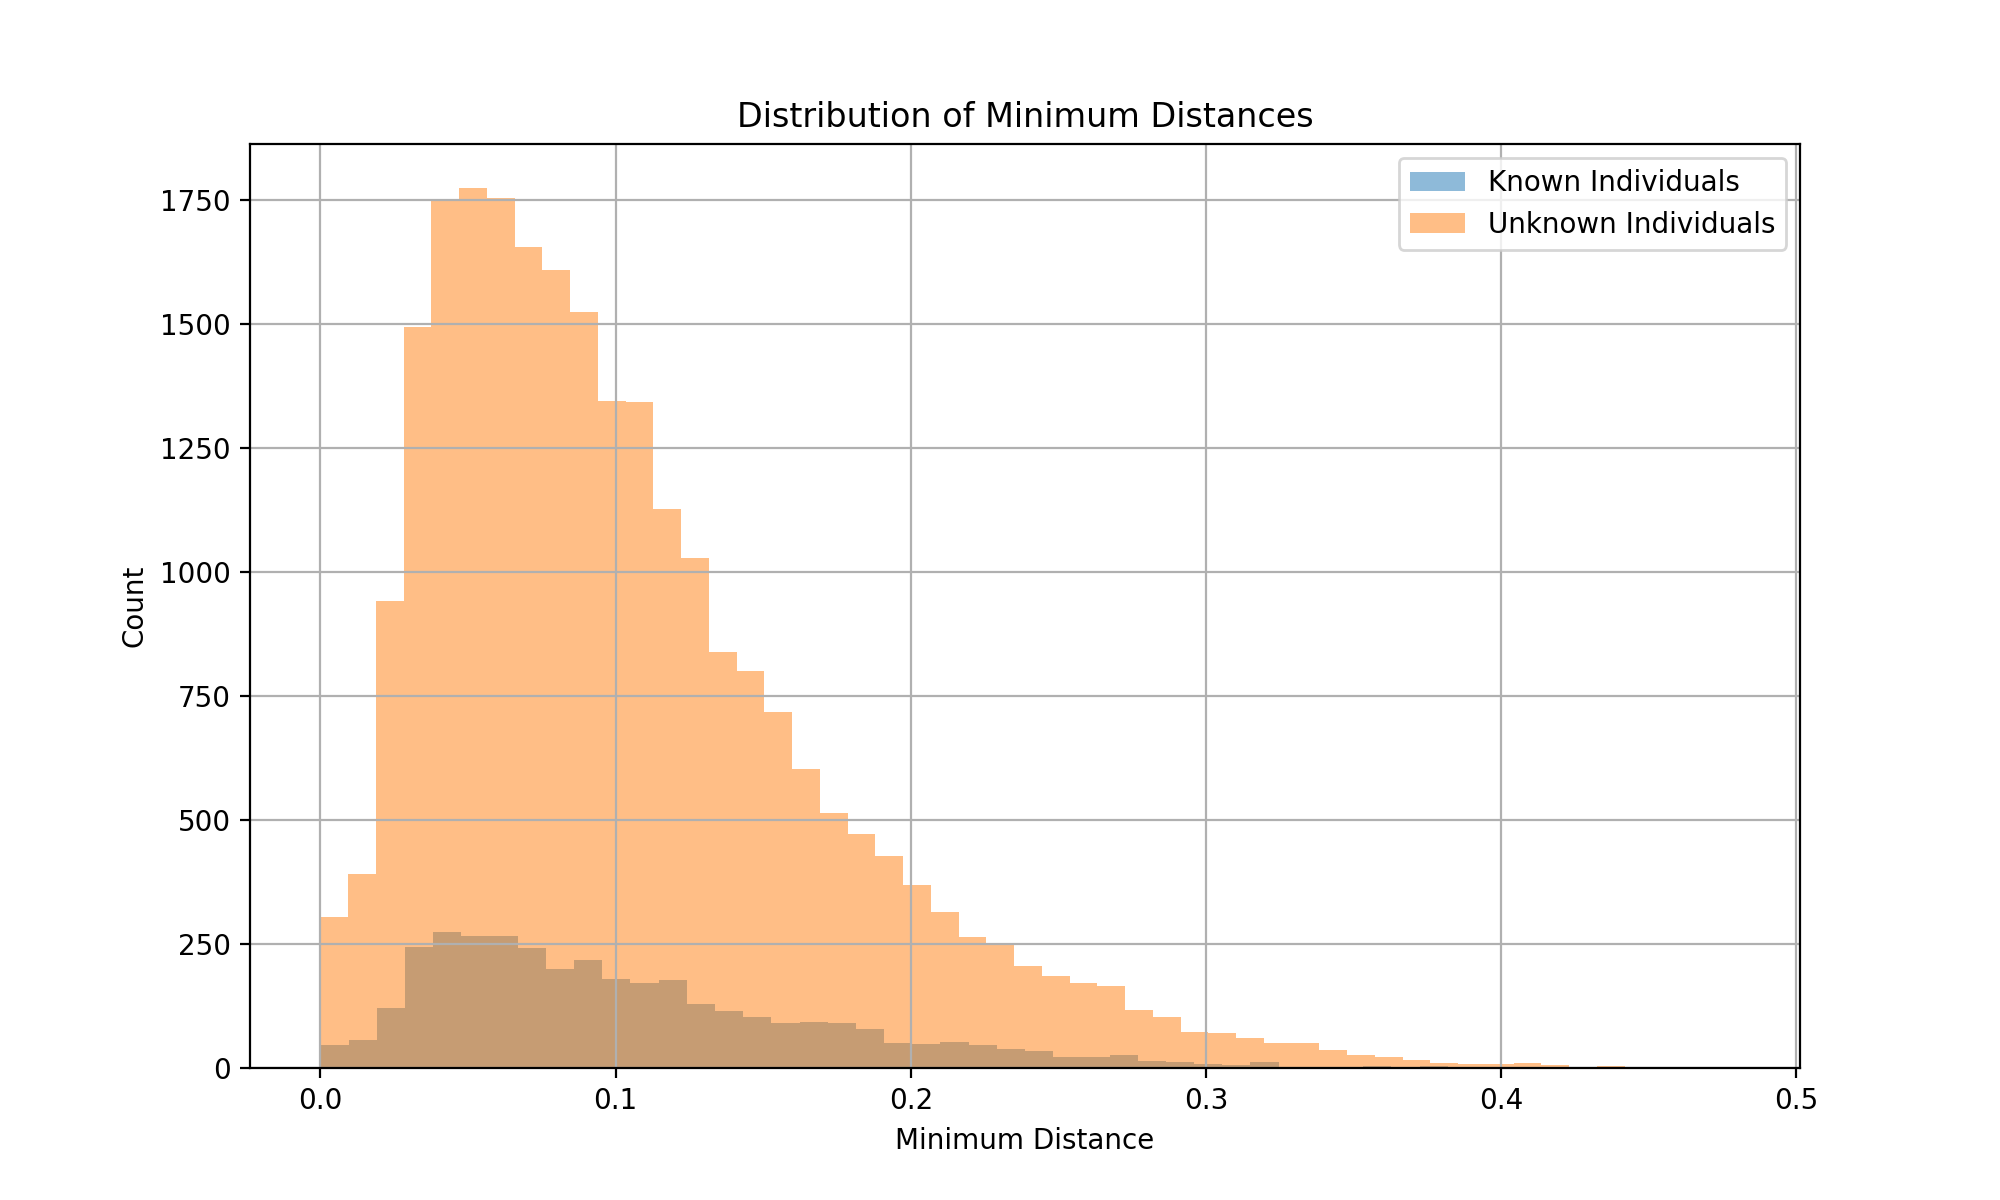 Distribution of Minimum Distances
Known Individuals
Unknown Individuals
1750
1500
1250
1000
750
500
250
0
Count
0.0 0.1 0.2 0.3 0.4 0.5
Minimum Distance